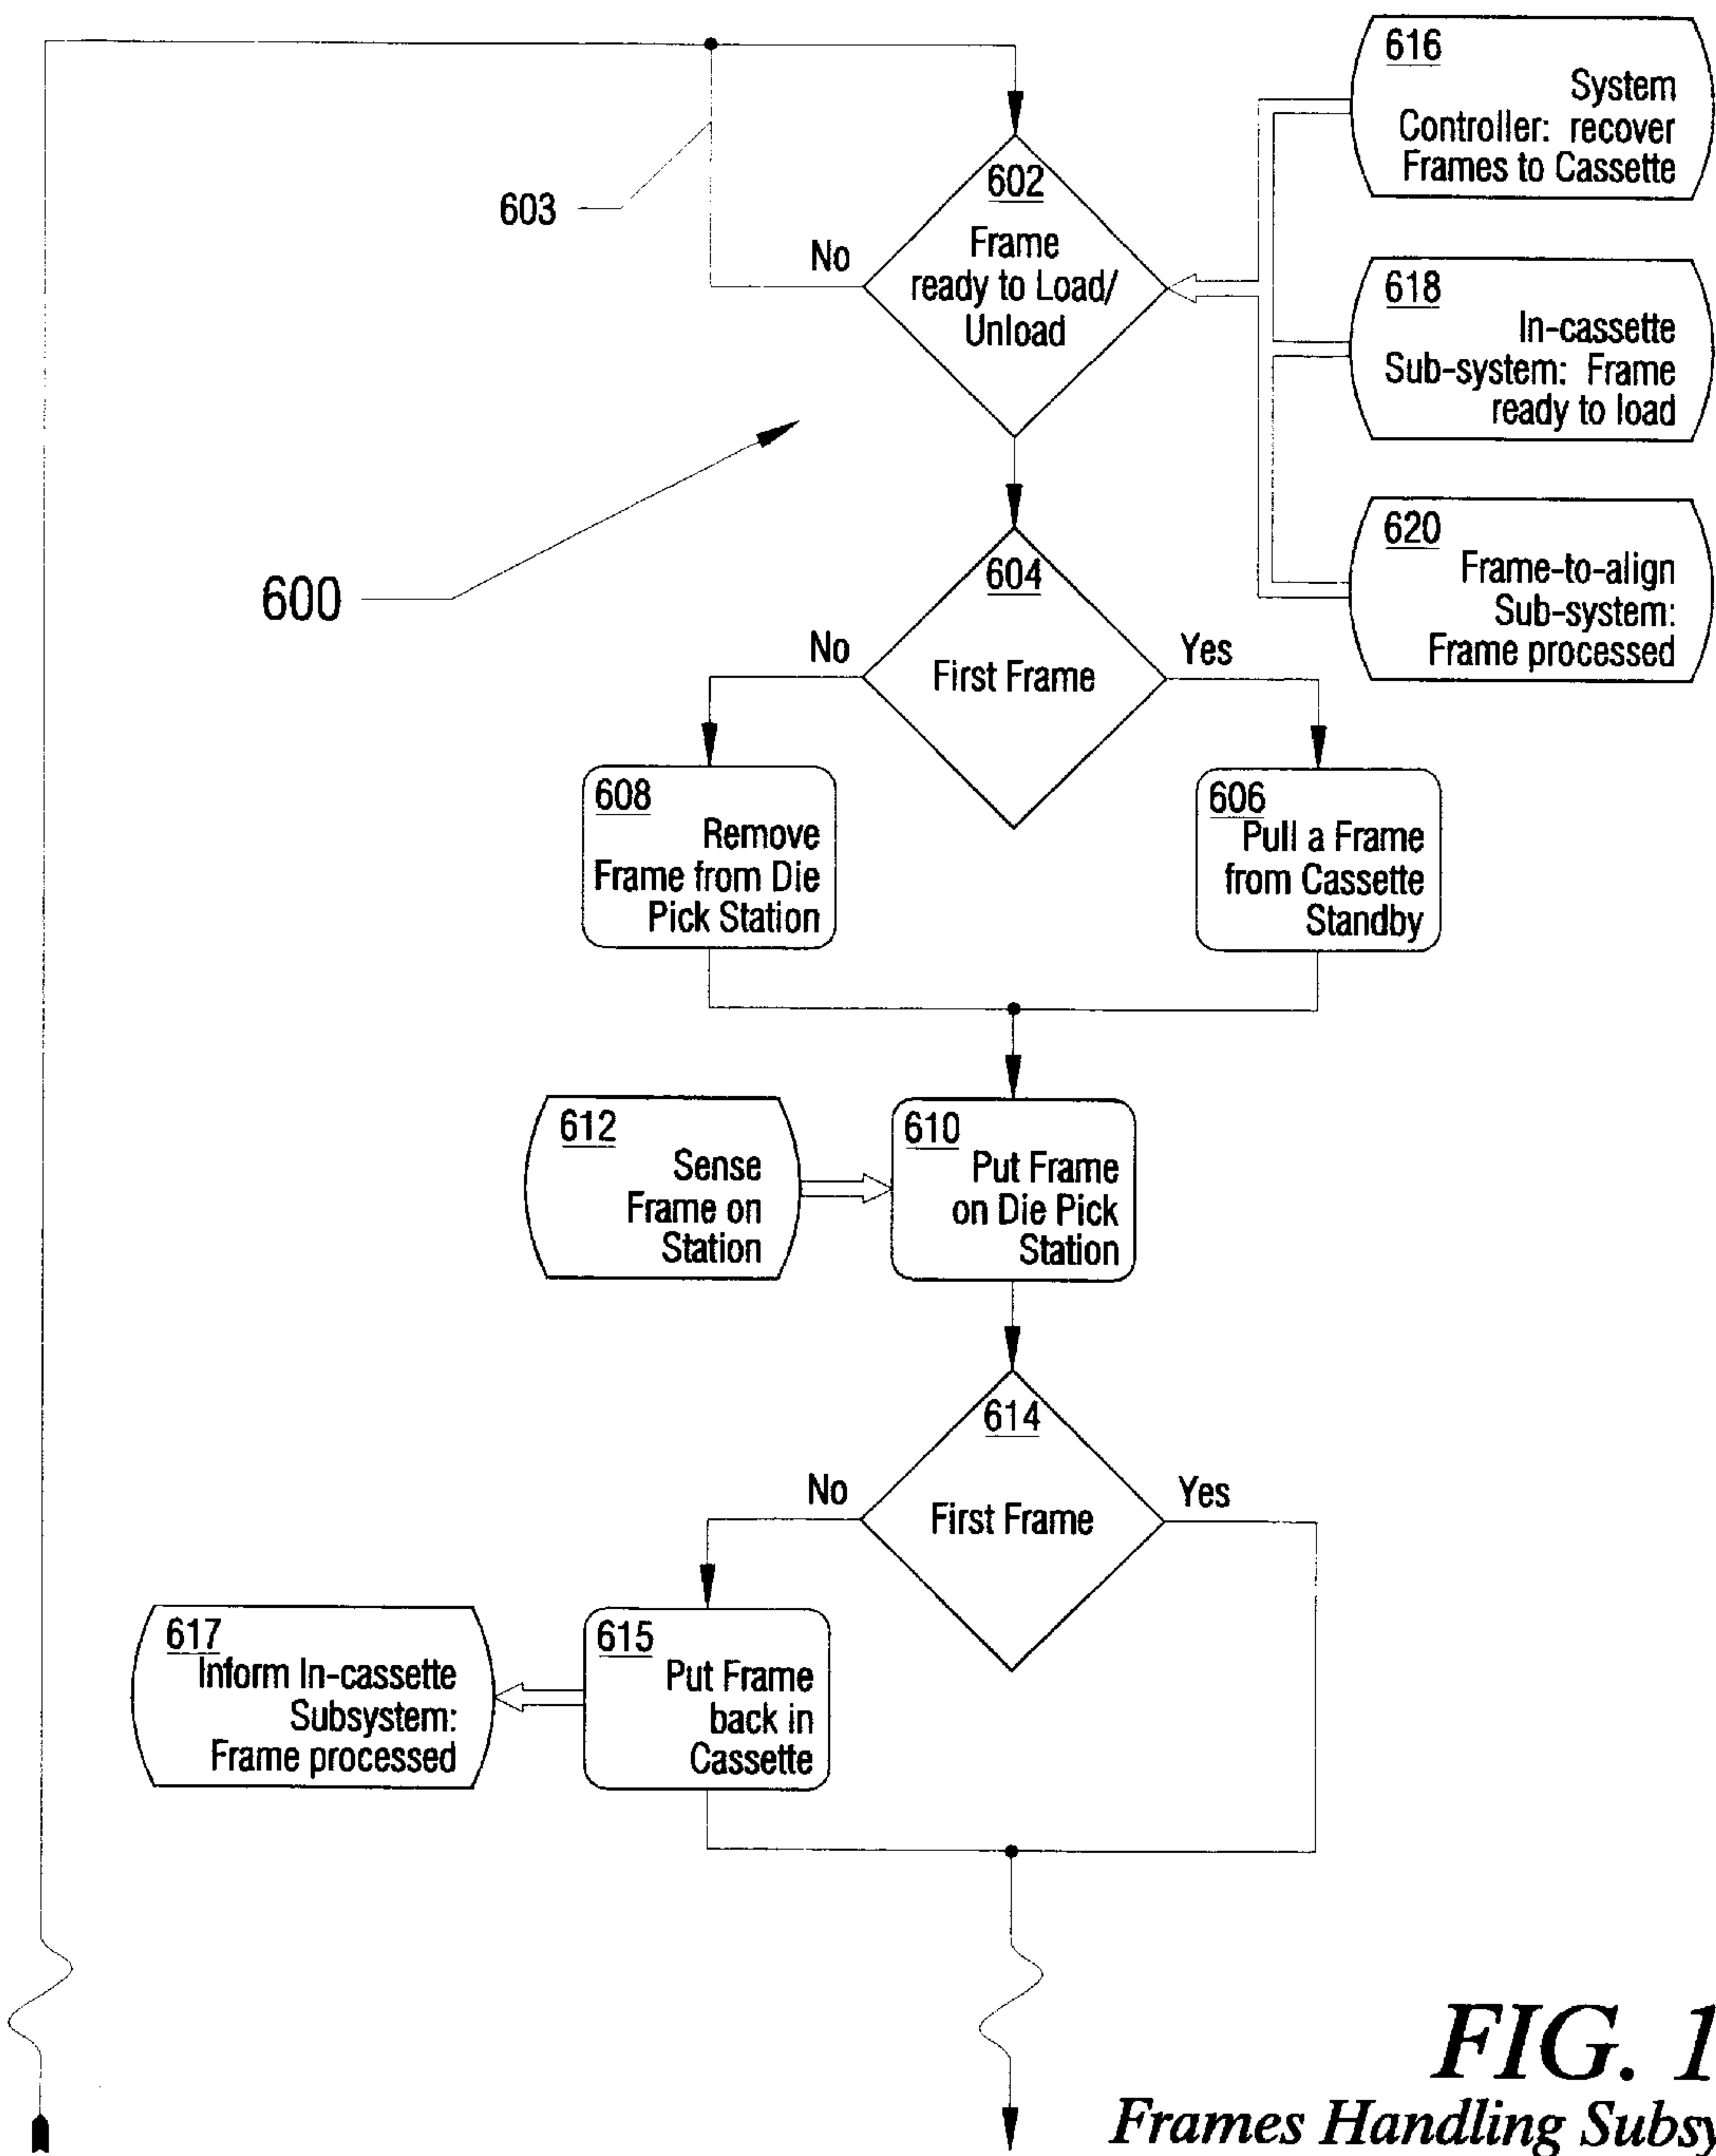 616
System
Controller: recover
Frames to Cassette
602
Frame
ready to Load/
Unload
No
603
618
In-cassette
Sub-system: Frame
ready to load
600
620
Frame-to-align
Sub-system:
Frame processed
604
First Frame
No
Yes
608
Remove
Frame from Die
Pick Station
606
Pull a Frame
from Cassette
Standby
612
Sense
Frame on
Station
610
Put Frame
on Die Pick
Station
614
First Frame
No
Yes
617
Inform In-cassette
Subsystem:
Frame processed
615
Put Frame
back in
Cassette
FIG. 1
Frames Handling Subsy